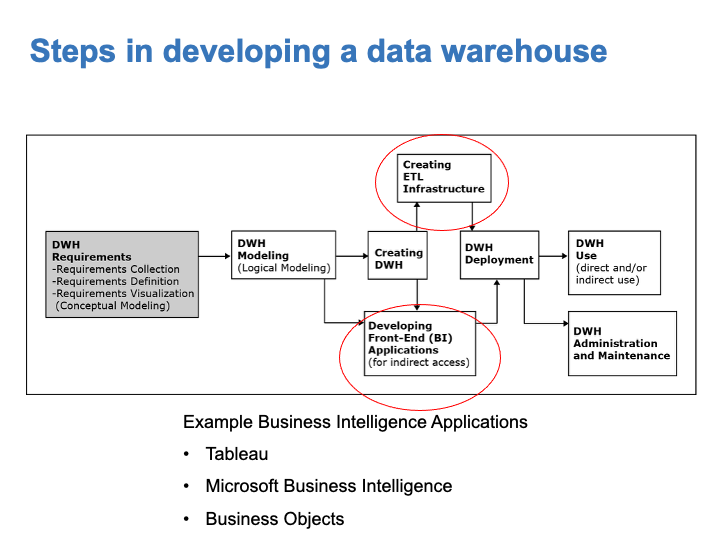 Steps in developing a data warehouse
Creating
ETL
Infrastructure
DWH
Requirements
-Requirements Collection
-Requirements Definition
-Requirements Visualization
(Conceptual Modeling)
DWH
Modeling
(Logical Modeling)
Creating
DWH
DWH
Deployment
DWH
Use
(direct and/or
indirect use)
Developing
Front-End (BI)
Applications
(for indirect access)
DWH
Administration
and Maintenance
Example Business Intelligence Applications
• Tableau
• Microsoft Business Intelligence
• Business Objects